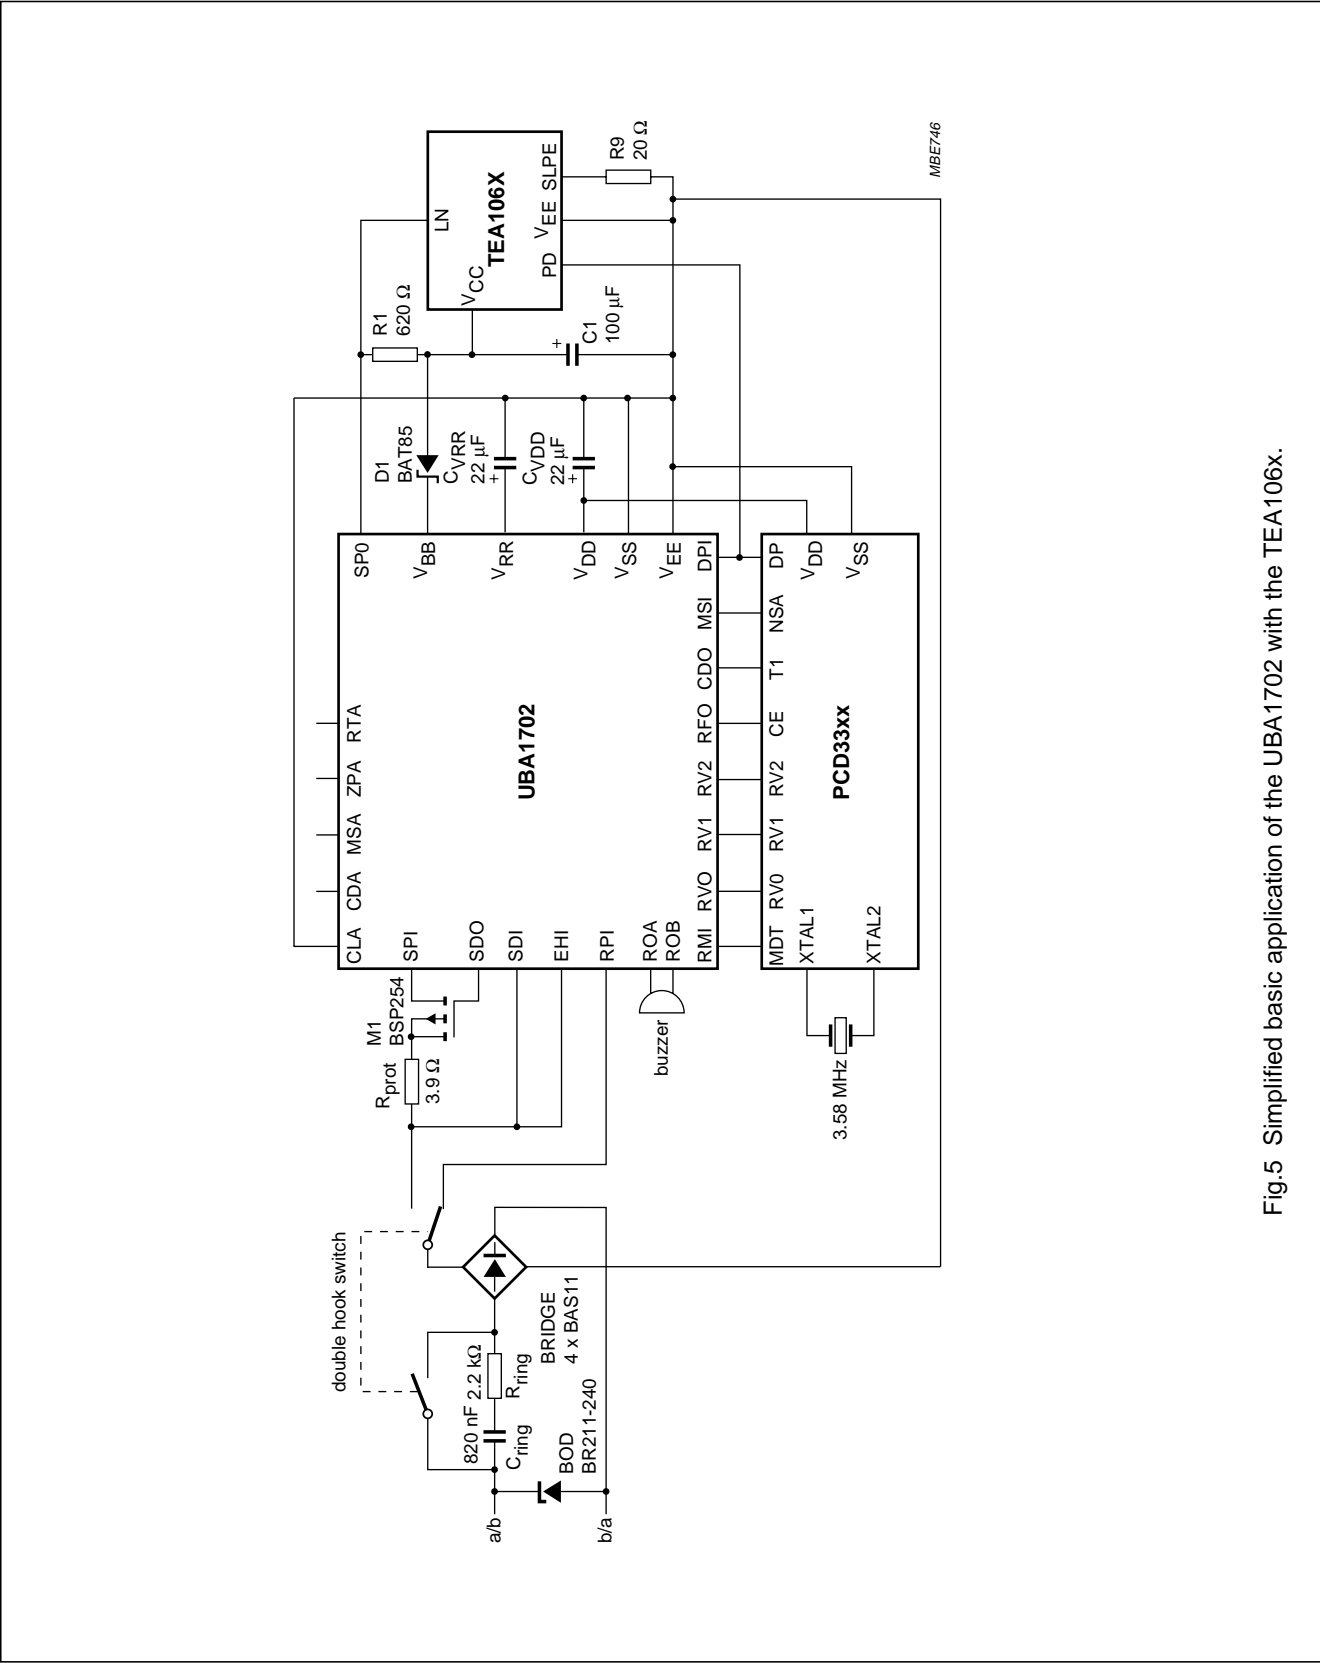 double hook switch
a/b
b/a
820 nF
2.2 kΩ
Cring
Rring
BOD
BR211-240
BRIDGE
4 x BAS11
Rprot
3.9 Ω
M1
BSP254
buzzer
3.58 MHz
CLA
CDA
MSA
ZPA
RTA
SPI
SDO
SDI
EHI
RPI
ROA
ROB
UBA1702
SP0
VBB
VRR
VDD
VSS
VEE
RMI
RVO
RV1
RV2
RFO
CDO
MSI
DPI
MDT
RV0
RV1
RV2
CE
T1
NSA
DP
XTAL1
XTAL2
PCD33xx
VDD
VSS
D1
BAT85
CVRR
22 µF
+
CVDD
22 µF
+
R1
620 Ω
+
C1
100 µF
LN
VCC
TEA106X
PD
VEE
SLPE
R9
20 Ω
MBE746
Fig.5 Simplified basic application of the UBA1702 with the TEA106x.